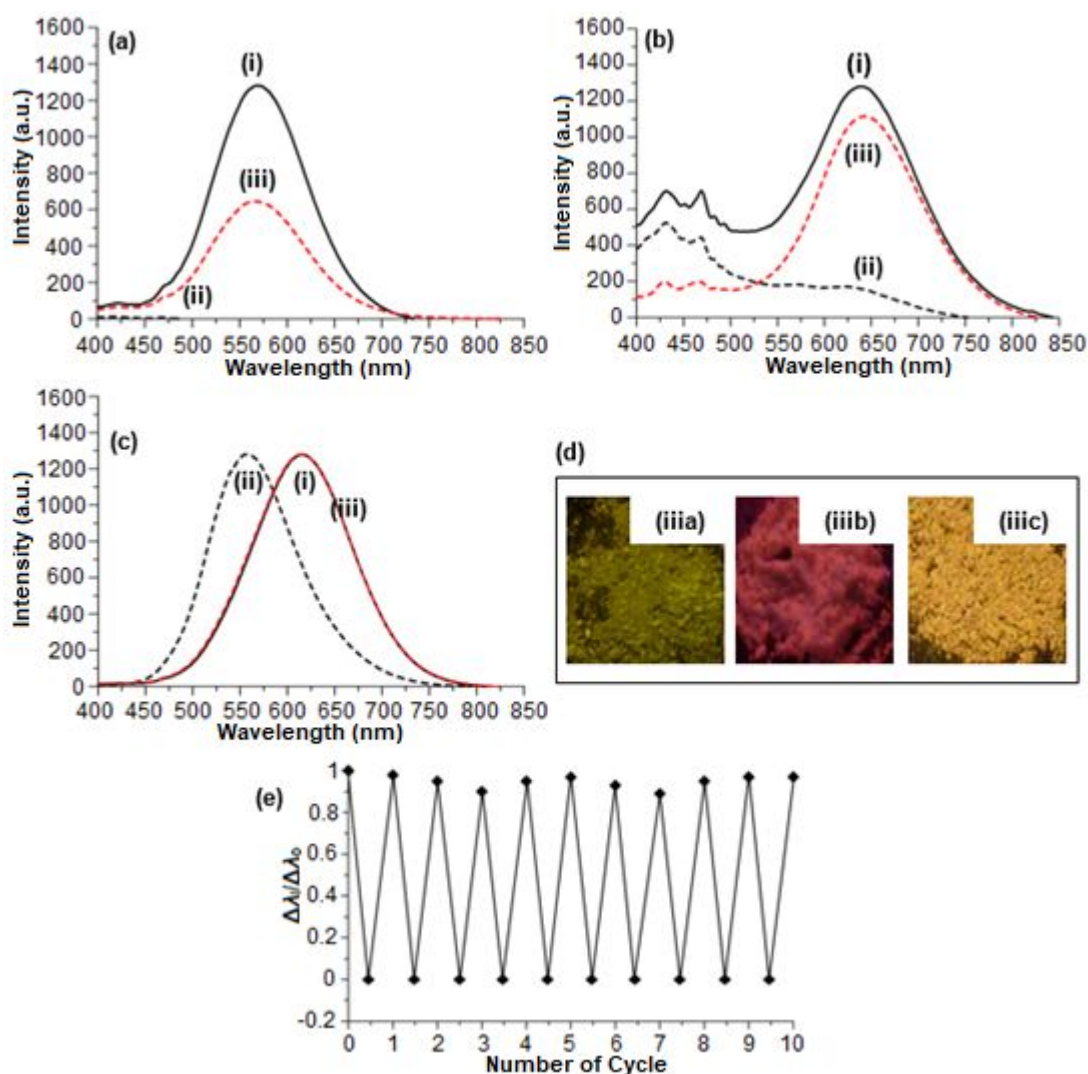 (a)
Intensity (a.u.)
1600
1400
1200
1000
800
600
400
200
0
400 450 500 550 600 650 700 750 800 850
Wavelength (nm)
(i)
(iii)
(ii)
(b)
Intensity (a.u.)
1600
1400
1200
1000
800
600
400
200
0
400 450 500 550 600 650 700 750 800 850
Wavelength (nm)
(i)
(iii)
(ii)
(c)
Intensity (a.u.)
1600
1400
1200
1000
800
600
400
200
0
400 450 500 550 600 650 700 750 800 850
Wavelength (nm)
(ii)
(i)
(iii)
(d)
(iiia)
(iiib)
(iiic)
(e)
1
0.8
0.6
0.4
0.2
0
-0.2
0 1 2 3 4 5 6 7 8 9 10
Number of Cycle